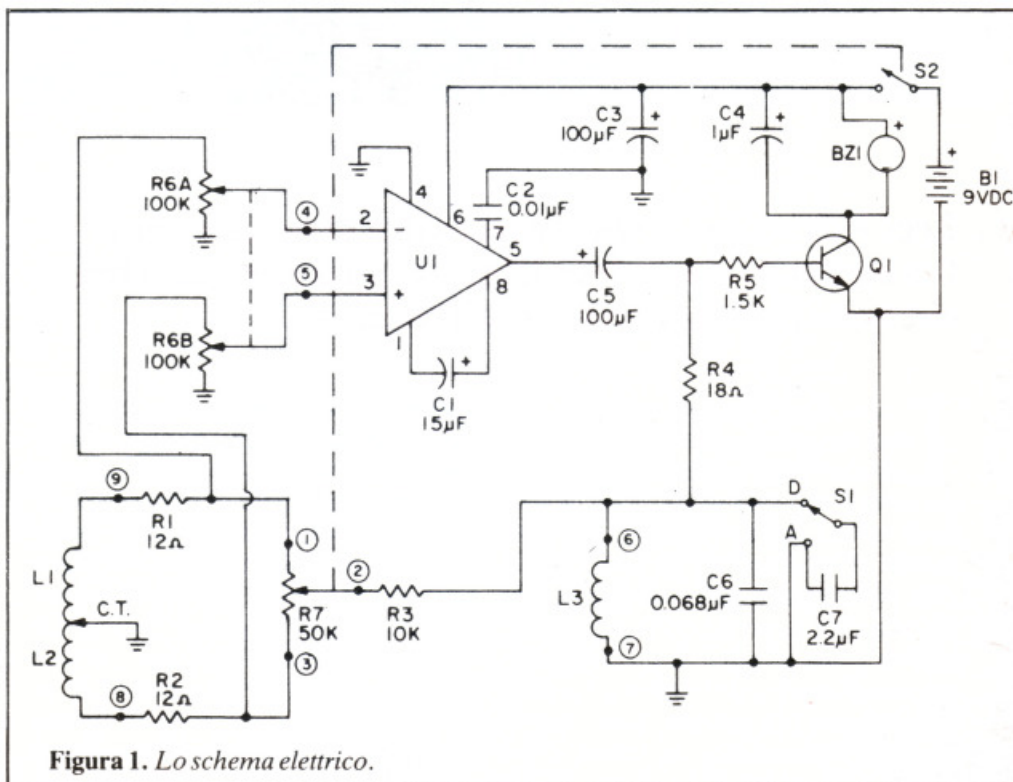 S2
C3
100µF
C4
1µF
BZ1
B1
9VDC
R6A
100K
4
2
−
4
6
C2
0.01µF
7
U1
5
8
5
3
+
1
C5
100µF
R5
1.5K
Q1
R6B
100K
C1
15µF
R4
18Ω
9
R1
12Ω
1
L1
C.T.
L2
2
R7
50K
R3
10K
3
8
R2
12Ω
6
L3
7
C6
0.068µF
D
S1
A
C7
2.2µF
Figura 1. Lo schema elettrico.